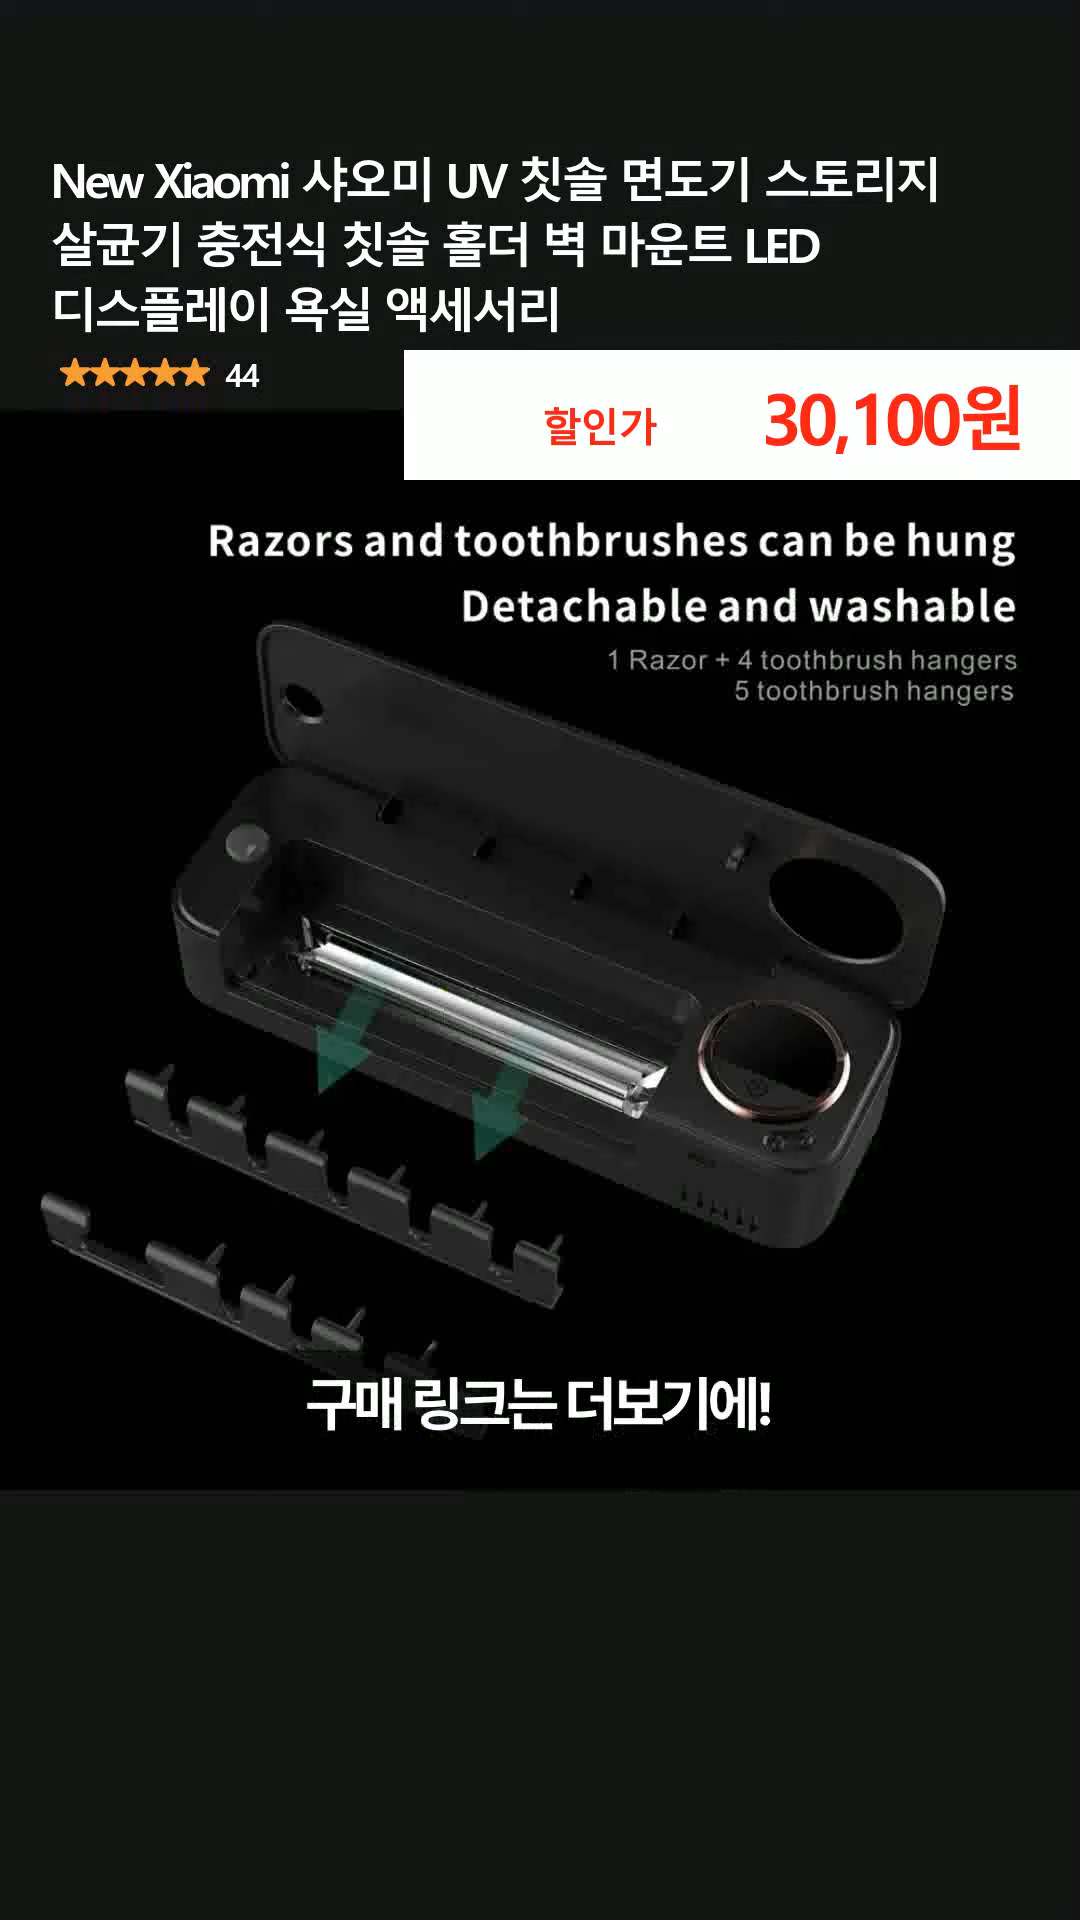 New Xiaomi 샤오미 UV 칫솔 면도기 스토리지
살균기 충전식 칫솔 홀더 벽 마운트 LED
디스플레이 욕실 액세서리
44
할인가 30,100원
Razors and toothbrushes can be hung
Detachable and washable
1 Razor + 4 toothbrush hangers
5 toothbrush hangers
구매 링크는 더보기에!